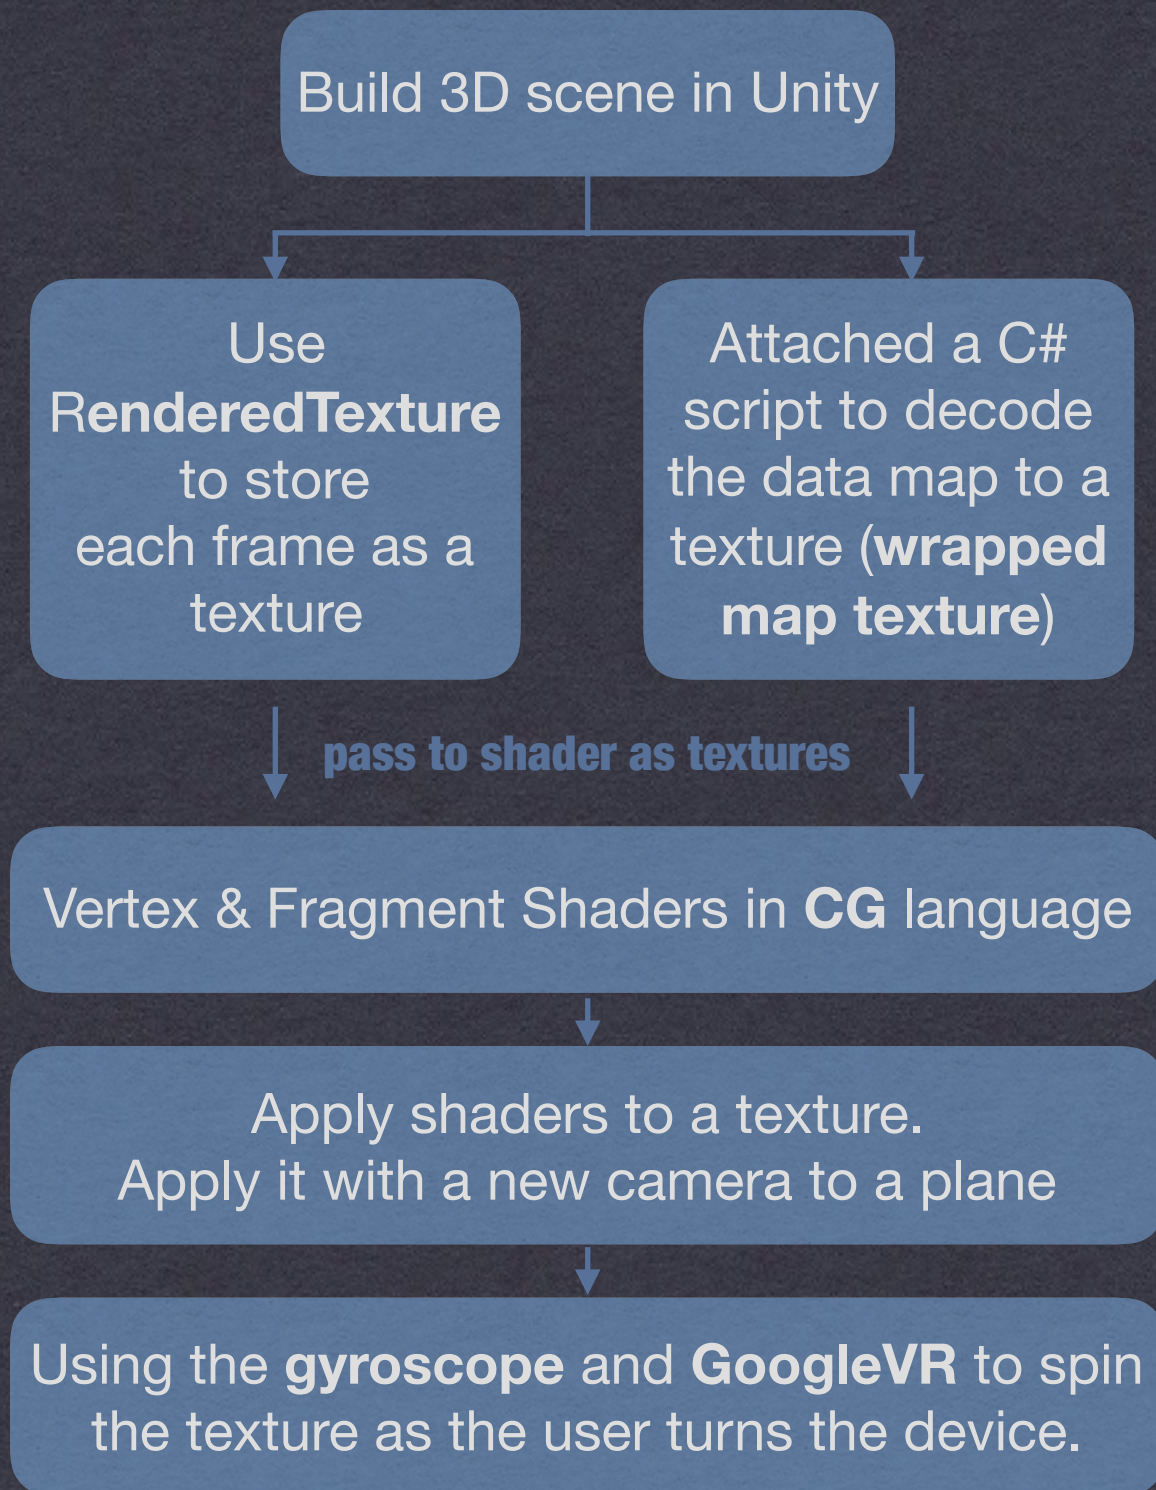 Build 3D scene in Unity
Use
RenderedTexture
to store
each frame as a
texture
Attached a C#
script to decode
the data map to a
texture (wrapped
map texture)
pass to shader as textures
Vertex & Fragment Shaders in CG language
Apply shaders to a texture.
Apply it with a new camera to a plane
Using the gyroscope and GoogleVR to spin
the texture as the user turns the device.